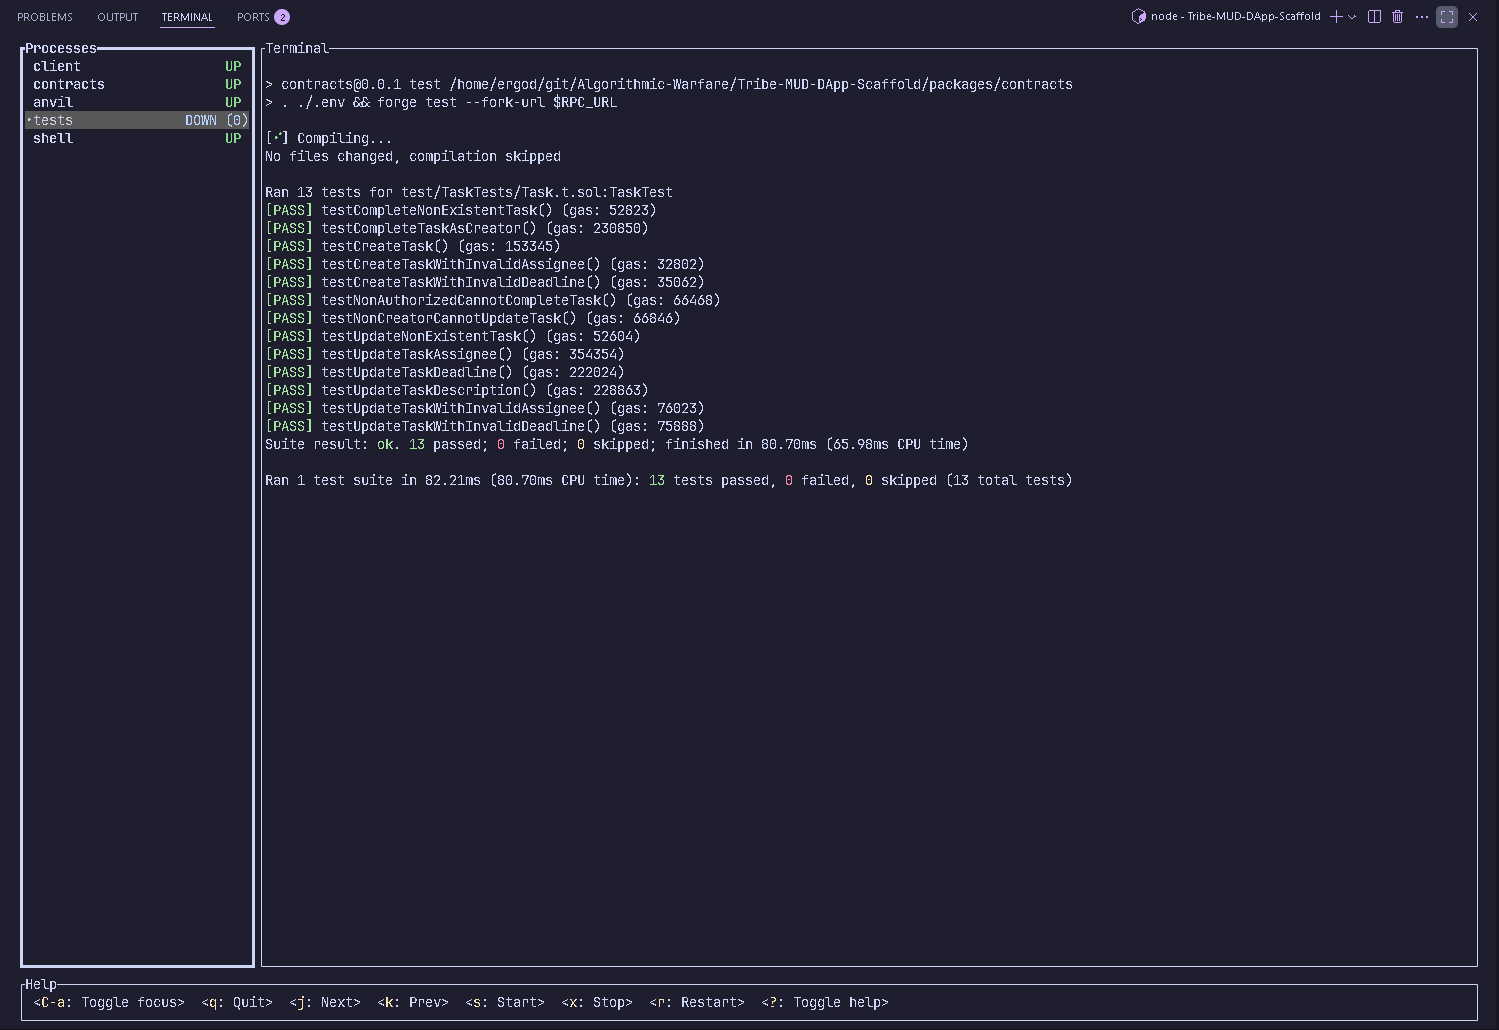 PROBLEMS OUTPUT TERMINAL PORTS 2 node - Tribe-MUD-DApp-Scaffold
Processes
client UP
contracts UP
anvil UP
•tests DOWN (0)
shell UP
Terminal
> contracts@0.0.1 test /home/ergod/git/Algorithmic-Warfare/Tribe-MUD-DApp-Scaffold/packages/contracts
> . ./.env && forge test --fork-url $RPC_URL
[⠊] Compiling...
No files changed, compilation skipped
Ran 13 tests for test/TaskTests/Task.t.sol:TaskTest
[PASS] testCompleteNonExistentTask() (gas: 52823)
[PASS] testCompleteTaskAsCreator() (gas: 230850)
[PASS] testCreateTask() (gas: 153345)
[PASS] testCreateTaskWithInvalidAssignee() (gas: 32802)
[PASS] testCreateTaskWithInvalidDeadline() (gas: 35062)
[PASS] testNonAuthorizedCannotCompleteTask() (gas: 66468)
[PASS] testNonCreatorCannotUpdateTask() (gas: 66846)
[PASS] testUpdateNonExistentTask() (gas: 52604)
[PASS] testUpdateTaskAssignee() (gas: 354354)
[PASS] testUpdateTaskDeadline() (gas: 222024)
[PASS] testUpdateTaskDescription() (gas: 228863)
[PASS] testUpdateTaskWithInvalidAssignee() (gas: 76023)
[PASS] testUpdateTaskWithInvalidDeadline() (gas: 75888)
Suite result: ok. 13 passed; 0 failed; 0 skipped; finished in 80.70ms (65.98ms CPU time)
Ran 1 test suite in 82.21ms (80.70ms CPU time): 13 tests passed, 0 failed, 0 skipped (13 total tests)
Help
<C-a: Toggle focus> <q: Quit> <j: Next> <k: Prev> <s: Start> <x: Stop> <r: Restart> <?: Toggle help>